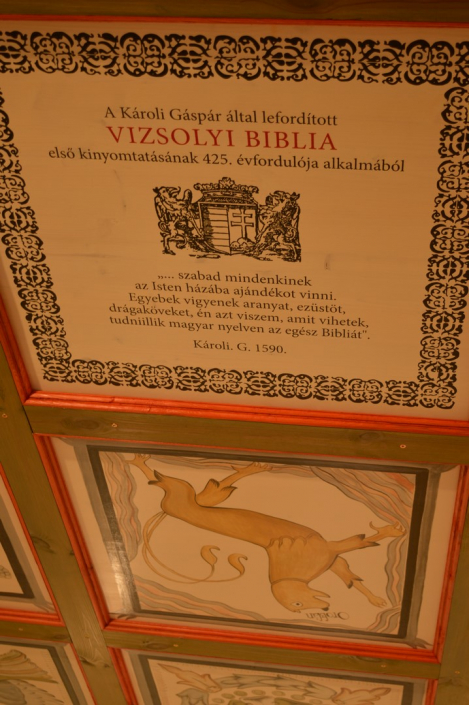 A Károli Gáspár által lefordított
VIZSOLYI BIBLIA
első kinyomtatásának 425. évfordulója alkalmából
„... szabad mindenkinek
az Isten házába ajándékot vinni.
Egyebek vigyenek aranyat, ezüstöt,
drágaköveket, én azt viszem, amit vihetek,
tudniillik magyar nyelven az egész Bibliát".
Károli. G. 1590.